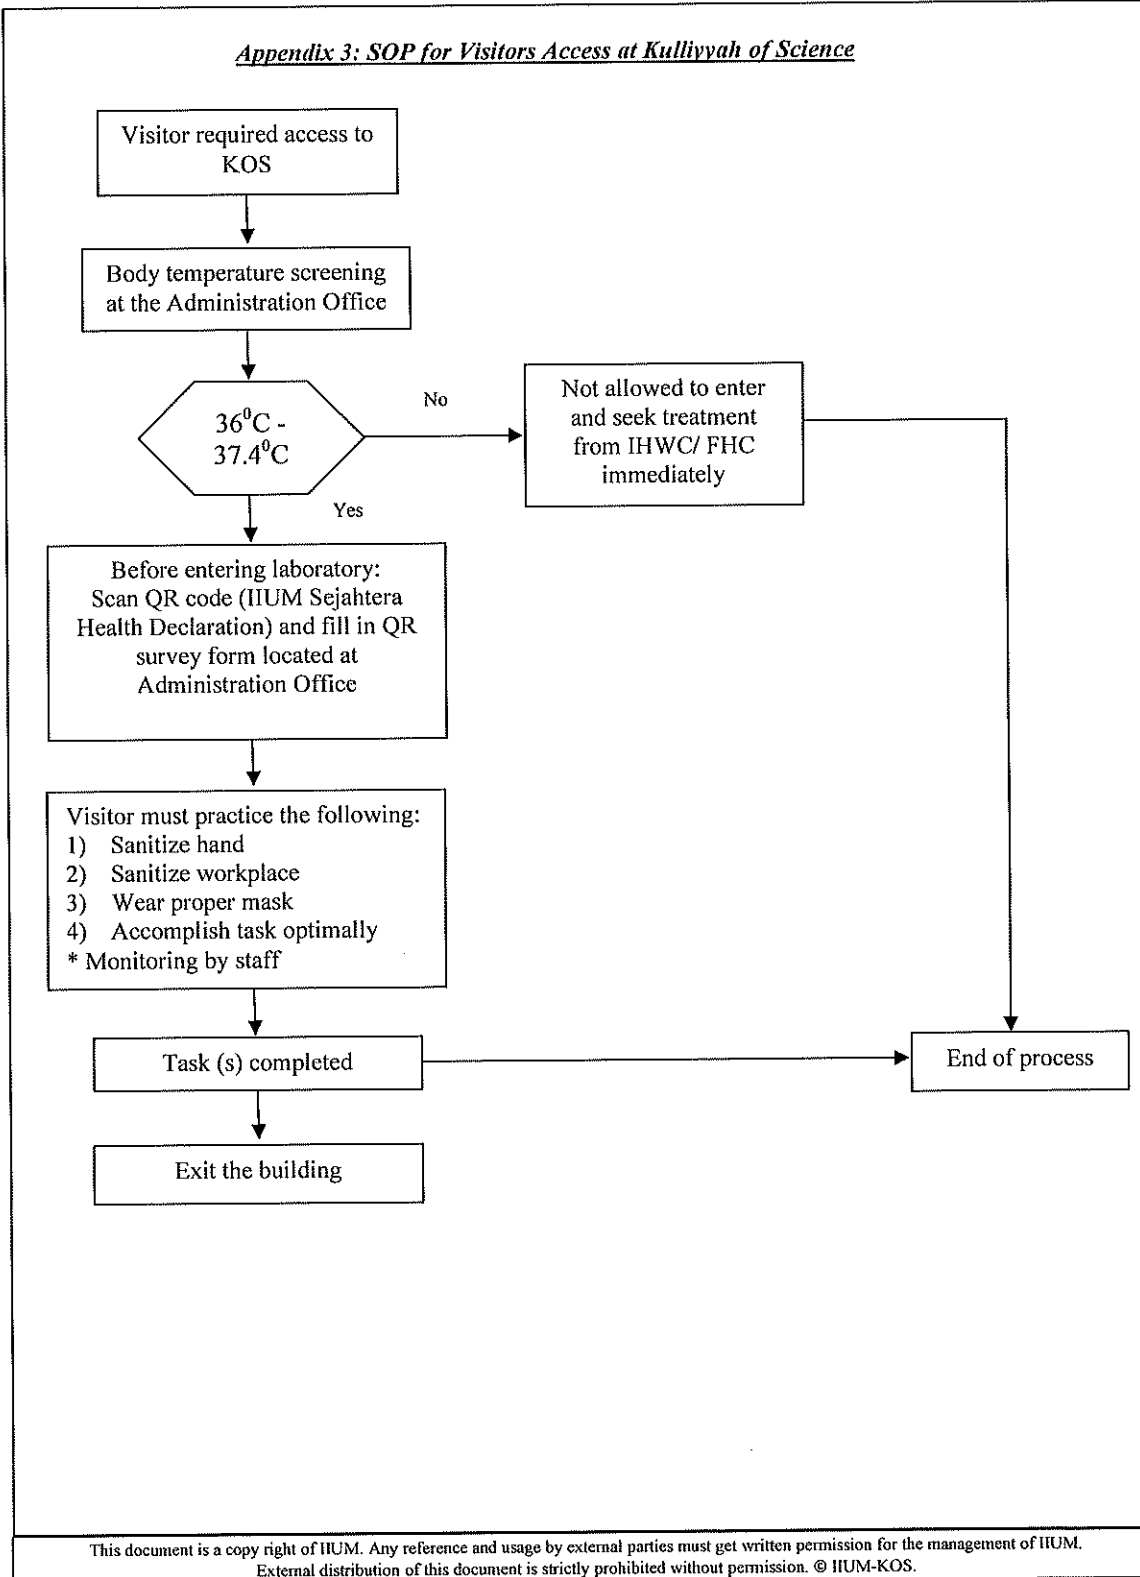 Appendix 3: SOP for Visitors Access at Kulliyyah of Science
Visitor required access to
KOS
Body temperature screening
at the Administration Office
36⁰C -
37.4⁰C
No
Not allowed to enter
and seek treatment
from IHWC/ FHC
immediately
Yes
Before entering laboratory:
Scan QR code (IIUM Sejahtera
Health Declaration) and fill in QR
survey form located at
Administration Office
Visitor must practice the following:
1) Sanitize hand
2) Sanitize workplace
3) Wear proper mask
4) Accomplish task optimally
* Monitoring by staff
Task (s) completed
End of process
Exit the building
This document is a copy right of IIUM. Any reference and usage by external parties must get written permission for the management of IIUM.
External distribution of this document is strictly prohibited without permission. © IIUM-KOS.